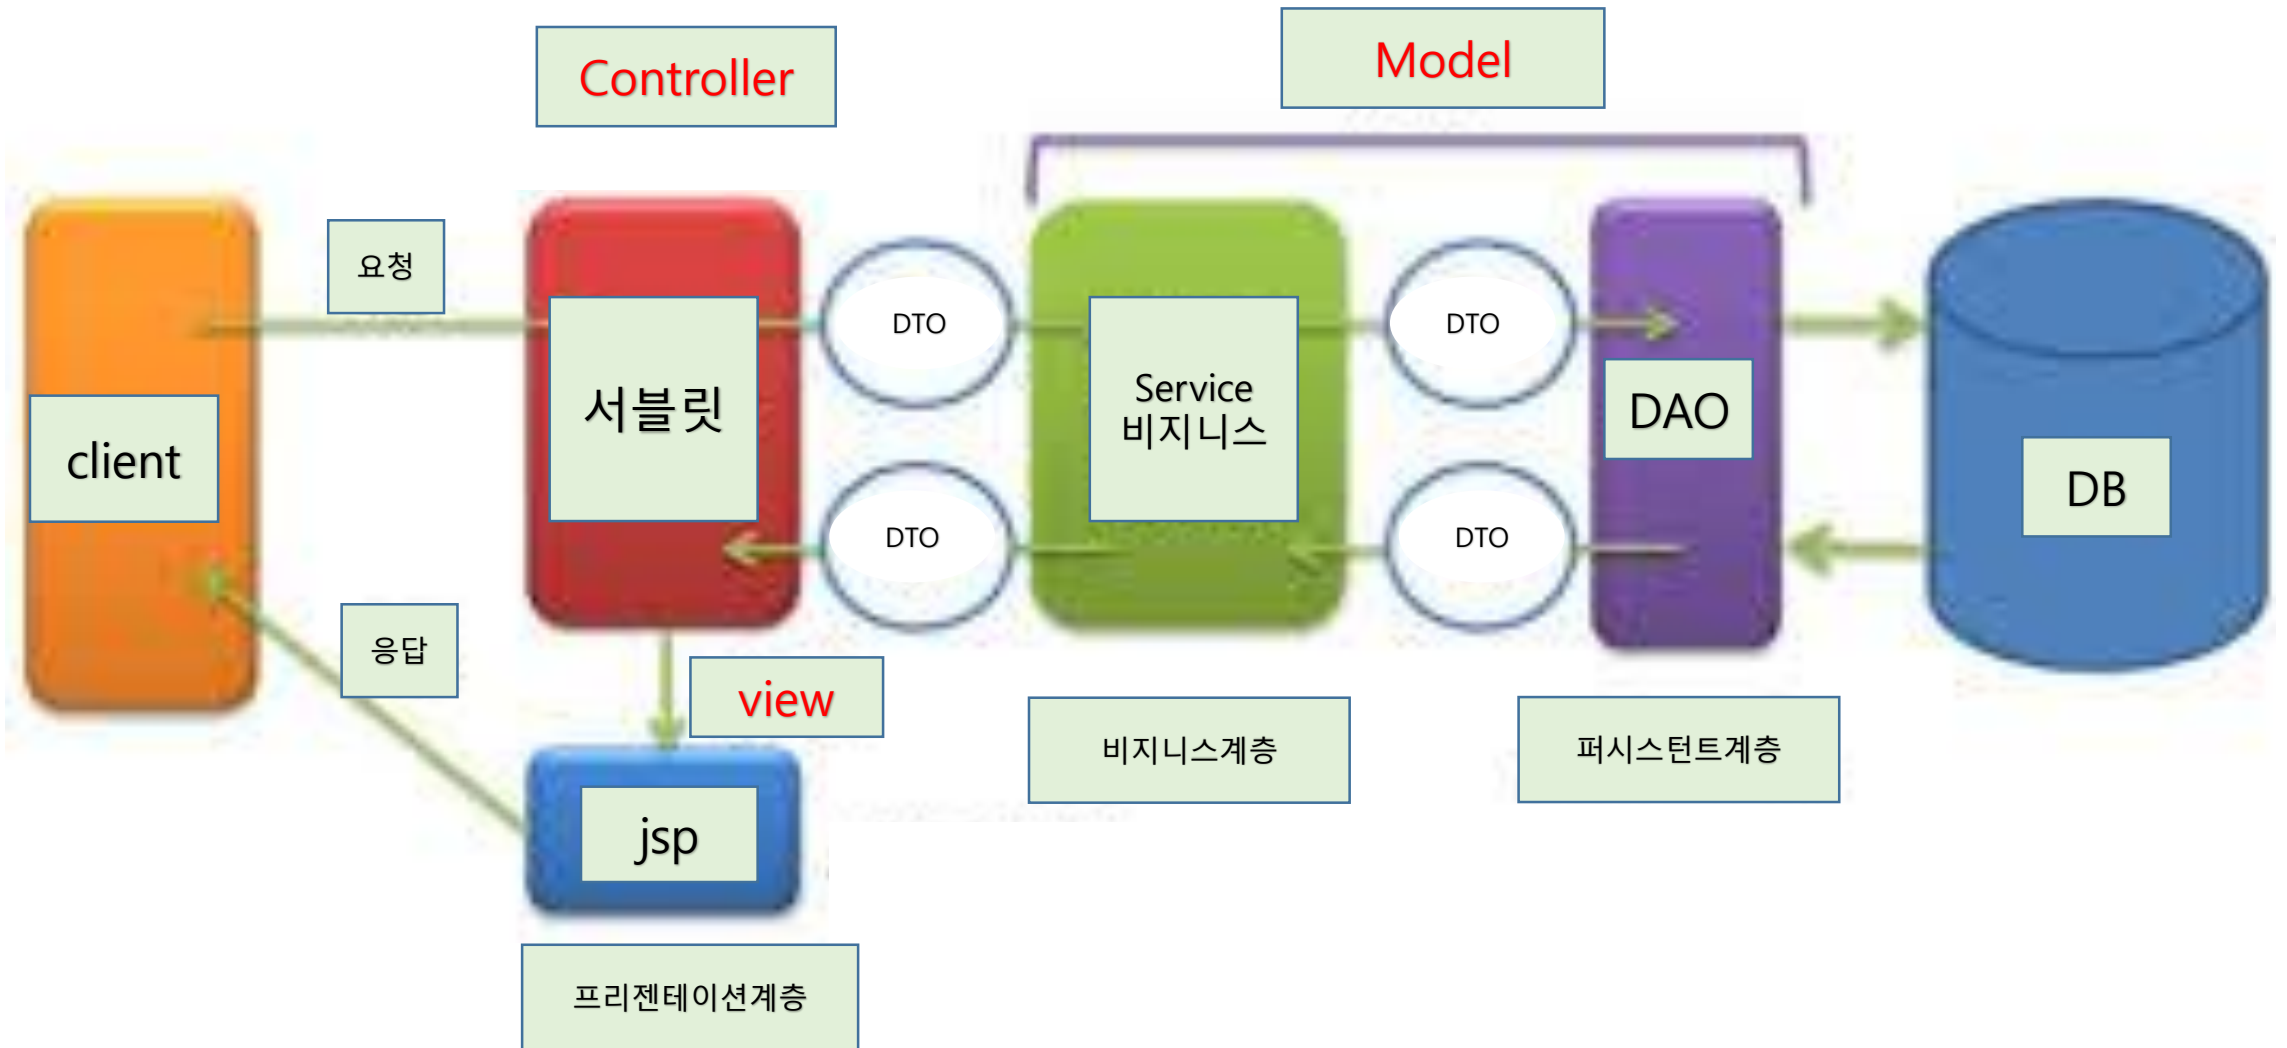 Controller
Model
요청
DTO
DTO
client
서블릿
Service
비지니스
DAO
DB
DTO
DTO
응답
view
비지니스계층
퍼시스턴트계층
jsp
프리젠테이션계층